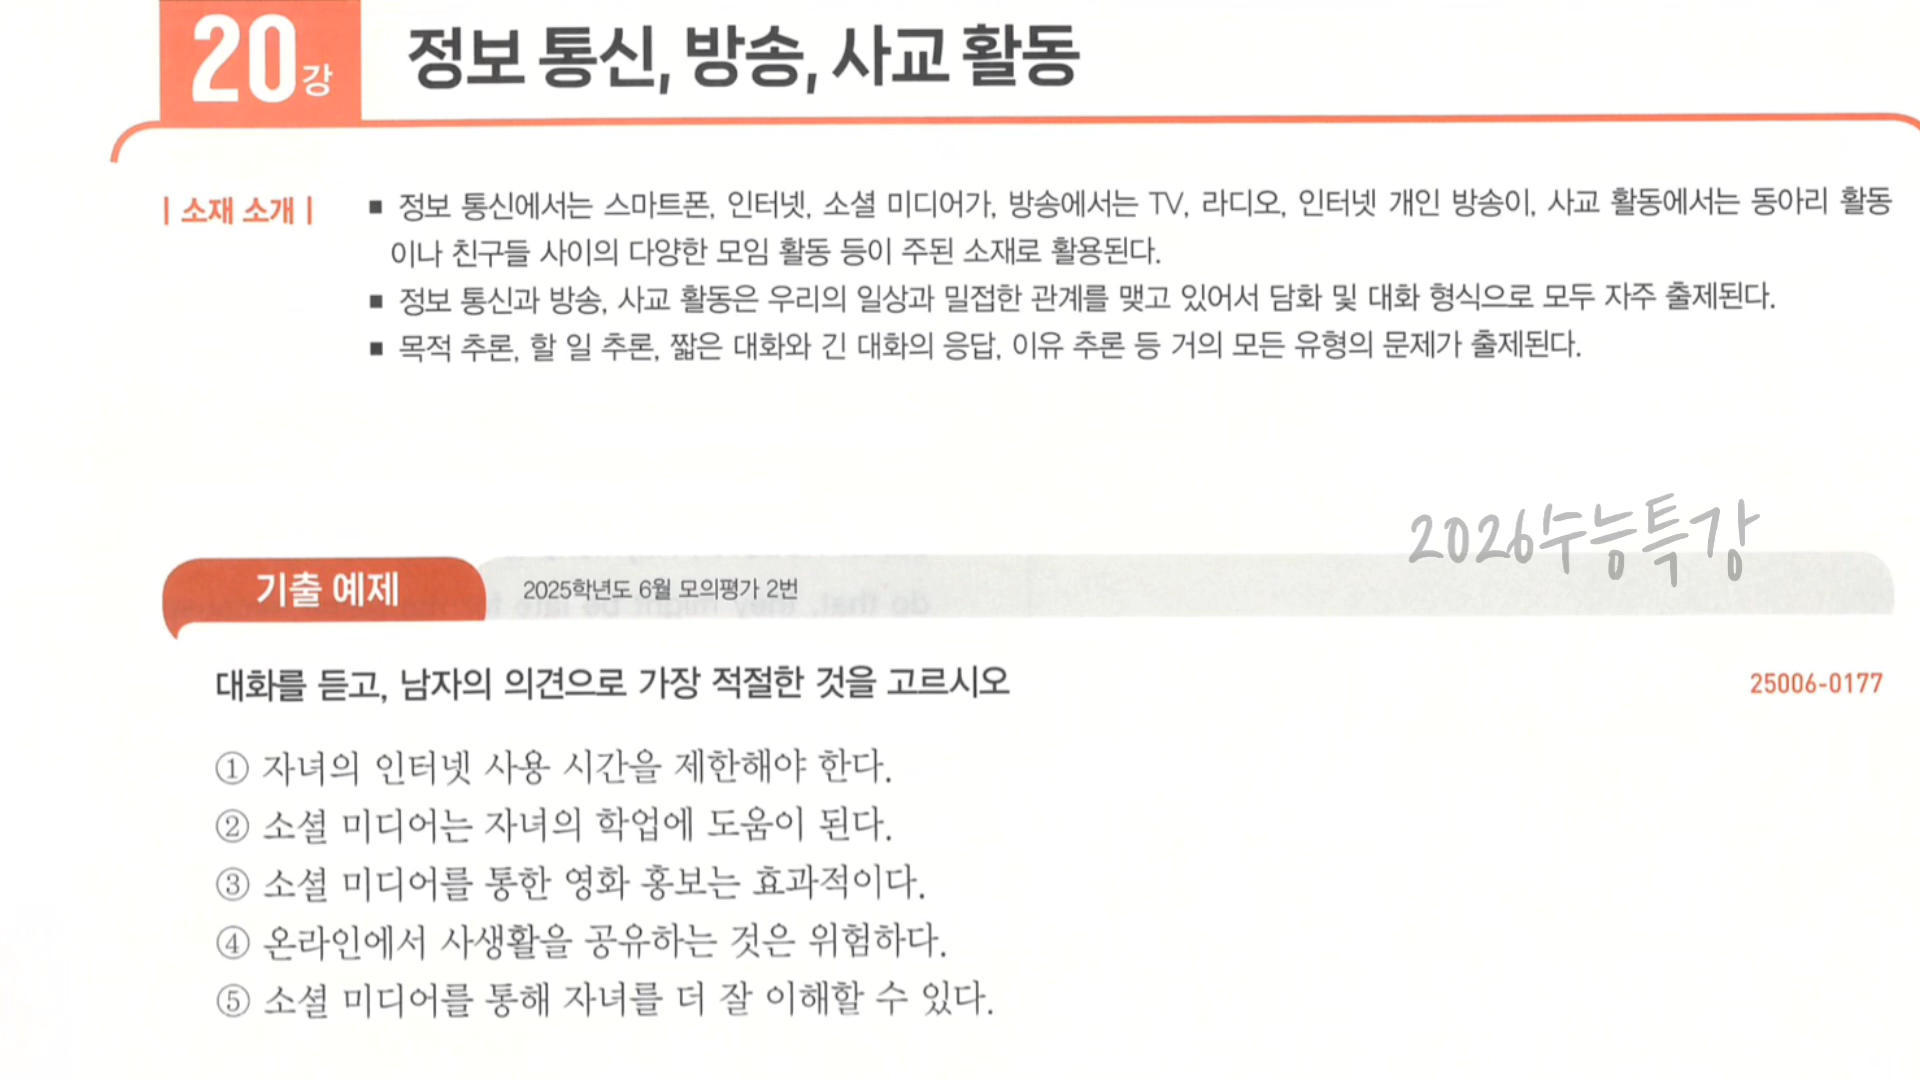 20강
정보 통신, 방송, 사교 활동
| 소재 소개 |
■ 정보 통신에서는 스마트폰, 인터넷, 소셜 미디어가, 방송에서는 TV, 라디오, 인터넷 개인 방송이, 사교 활동에서는 동아리 활동
이나 친구들 사이의 다양한 모임 활동 등이 주된 소재로 활용된다.
■ 정보 통신과 방송, 사교 활동은 우리의 일상과 밀접한 관계를 맺고 있어서 담화 및 대화 형식으로 모두 자주 출제된다.
■ 목적 추론, 할 일 추론, 짧은 대화와 긴 대화의 응답, 이유 추론 등 거의 모든 유형의 문제가 출제된다.
2026수능특강
기출 예제
2025학년도 6월 모의평가 2번
대화를 듣고, 남자의 의견으로 가장 적절한 것을 고르시오
25006-0177
① 자녀의 인터넷 사용 시간을 제한해야 한다.
② 소셜 미디어는 자녀의 학업에 도움이 된다.
③ 소셜 미디어를 통한 영화 홍보는 효과적이다.
④ 온라인에서 사생활을 공유하는 것은 위험하다.
⑤ 소셜 미디어를 통해 자녀를 더 잘 이해할 수 있다.